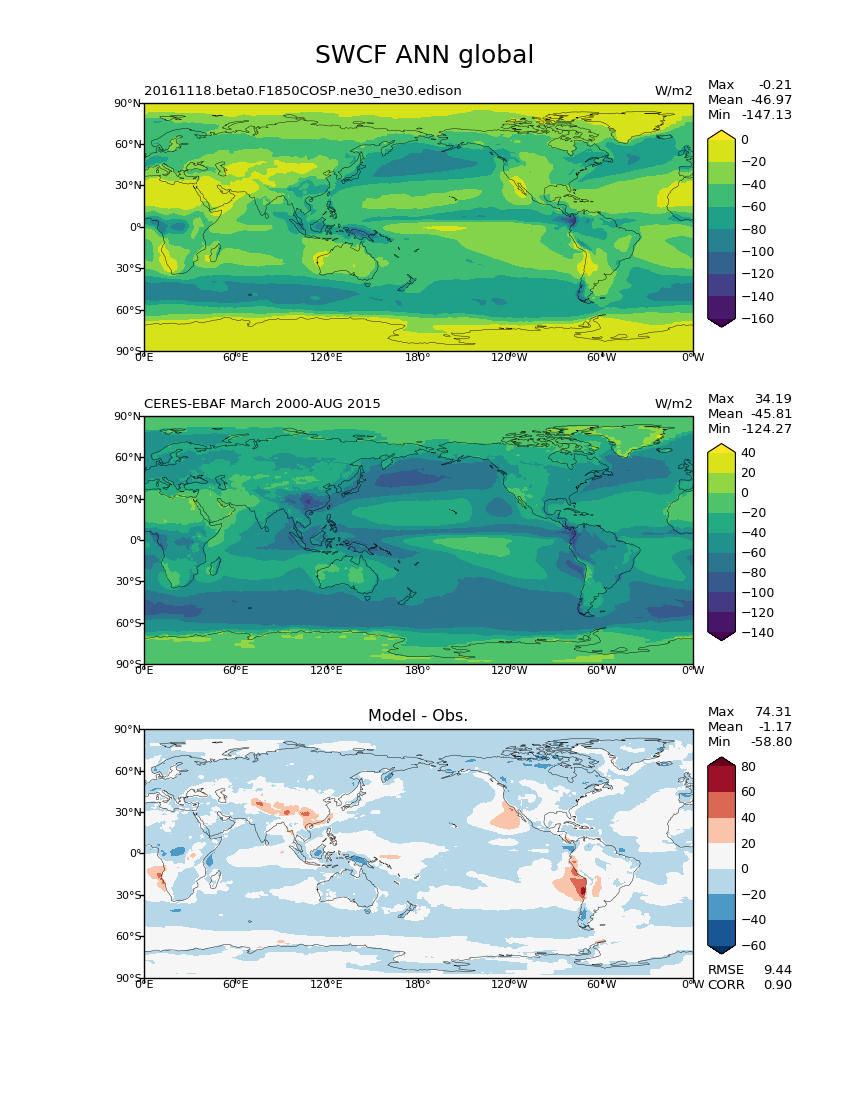 SWCF ANN global
20161118.beta0.F1850COSP.ne30_ne30.edison W/m2
Max -0.21
Mean -46.97
Min -147.13
90°N
60°N
30°N
0°
30°S
60°S
90°S
0°E 60°E 120°E 180° 120°W 60°W 0°W
0
−20
−40
−60
−80
−100
−120
−140
−160
CERES-EBAF March 2000-AUG 2015 W/m2
Max 34.19
Mean -45.81
Min -124.27
90°N
60°N
30°N
0°
30°S
60°S
90°S
0°E 60°E 120°E 180° 120°W 60°W 0°W
40
20
0
−20
−40
−60
−80
−100
−120
−140
Model - Obs.
Max 74.31
Mean -1.17
Min -58.80
90°N
60°N
30°N
0°
30°S
60°S
90°S
0°E 60°E 120°E 180° 120°W 60°W 0°W
80
60
40
20
0
−20
−40
−60
RMSE 9.44
CORR 0.90